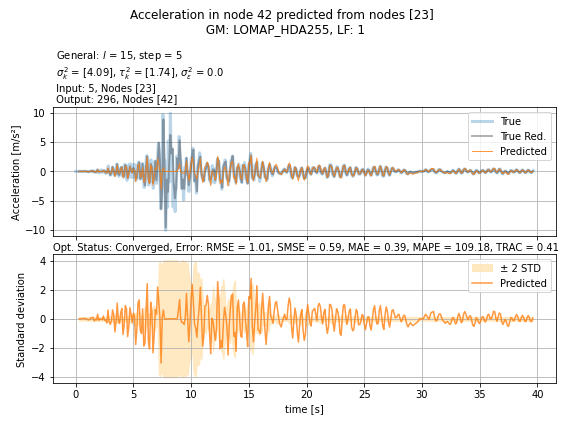 Acceleration in node 42 predicted from nodes [23]
GM: LOMAP_HDA255, LF: 1
General: l = 15, step = 5
σ²ₖ = [4.09], τ²ₖ = [1.74], σ²ε = 0.0
Input: 5, Nodes [23]
Output: 296, Nodes [42]
10
5
0
−5
−10
Acceleration [m/s²]
True
True Red.
Predicted
Opt. Status: Converged, Error: RMSE = 1.01, SMSE = 0.59, MAE = 0.39, MAPE = 109.18, TRAC = 0.41
4
2
0
−2
−4
Standard deviation
± 2 STD
Predicted
0 5 10 15 20 25 30 35 40
time [s]